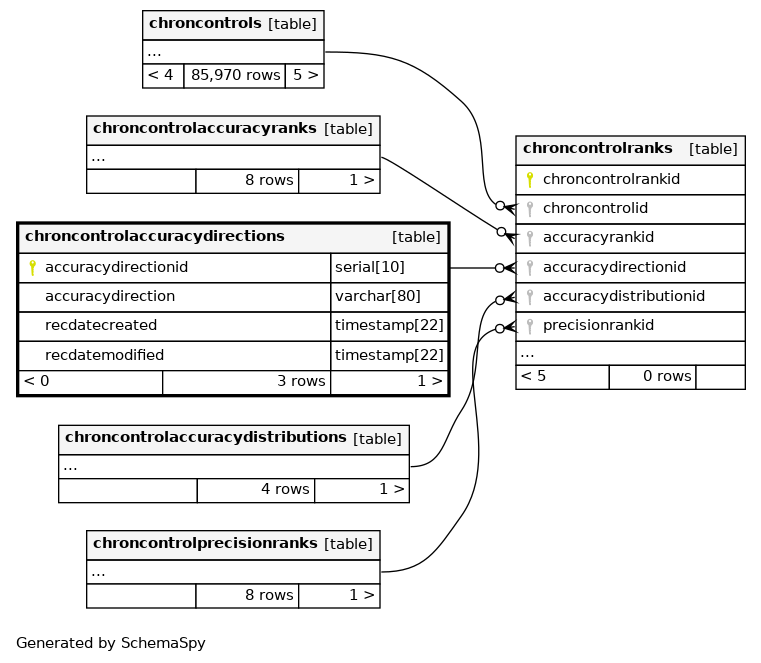 chroncontrols [table]
...
< 4 85,970 rows 5 >
chroncontrolaccuracyranks [table]
...
8 rows 1 >
chroncontrolaccuracydirections [table]
accuracydirectionid serial[10]
accuracydirection varchar[80]
recdatecreated timestamp[22]
recdatemodified timestamp[22]
< 0 3 rows 1 >
chroncontrolaccuracydistributions [table]
...
4 rows 1 >
chroncontrolprecisionranks [table]
...
8 rows 1 >
chroncontrolranks [table]
chroncontrolrankid
chroncontrolid
accuracyrankid
accuracydirectionid
accuracydistributionid
precisionrankid
...
< 5 0 rows
Generated by SchemaSpy